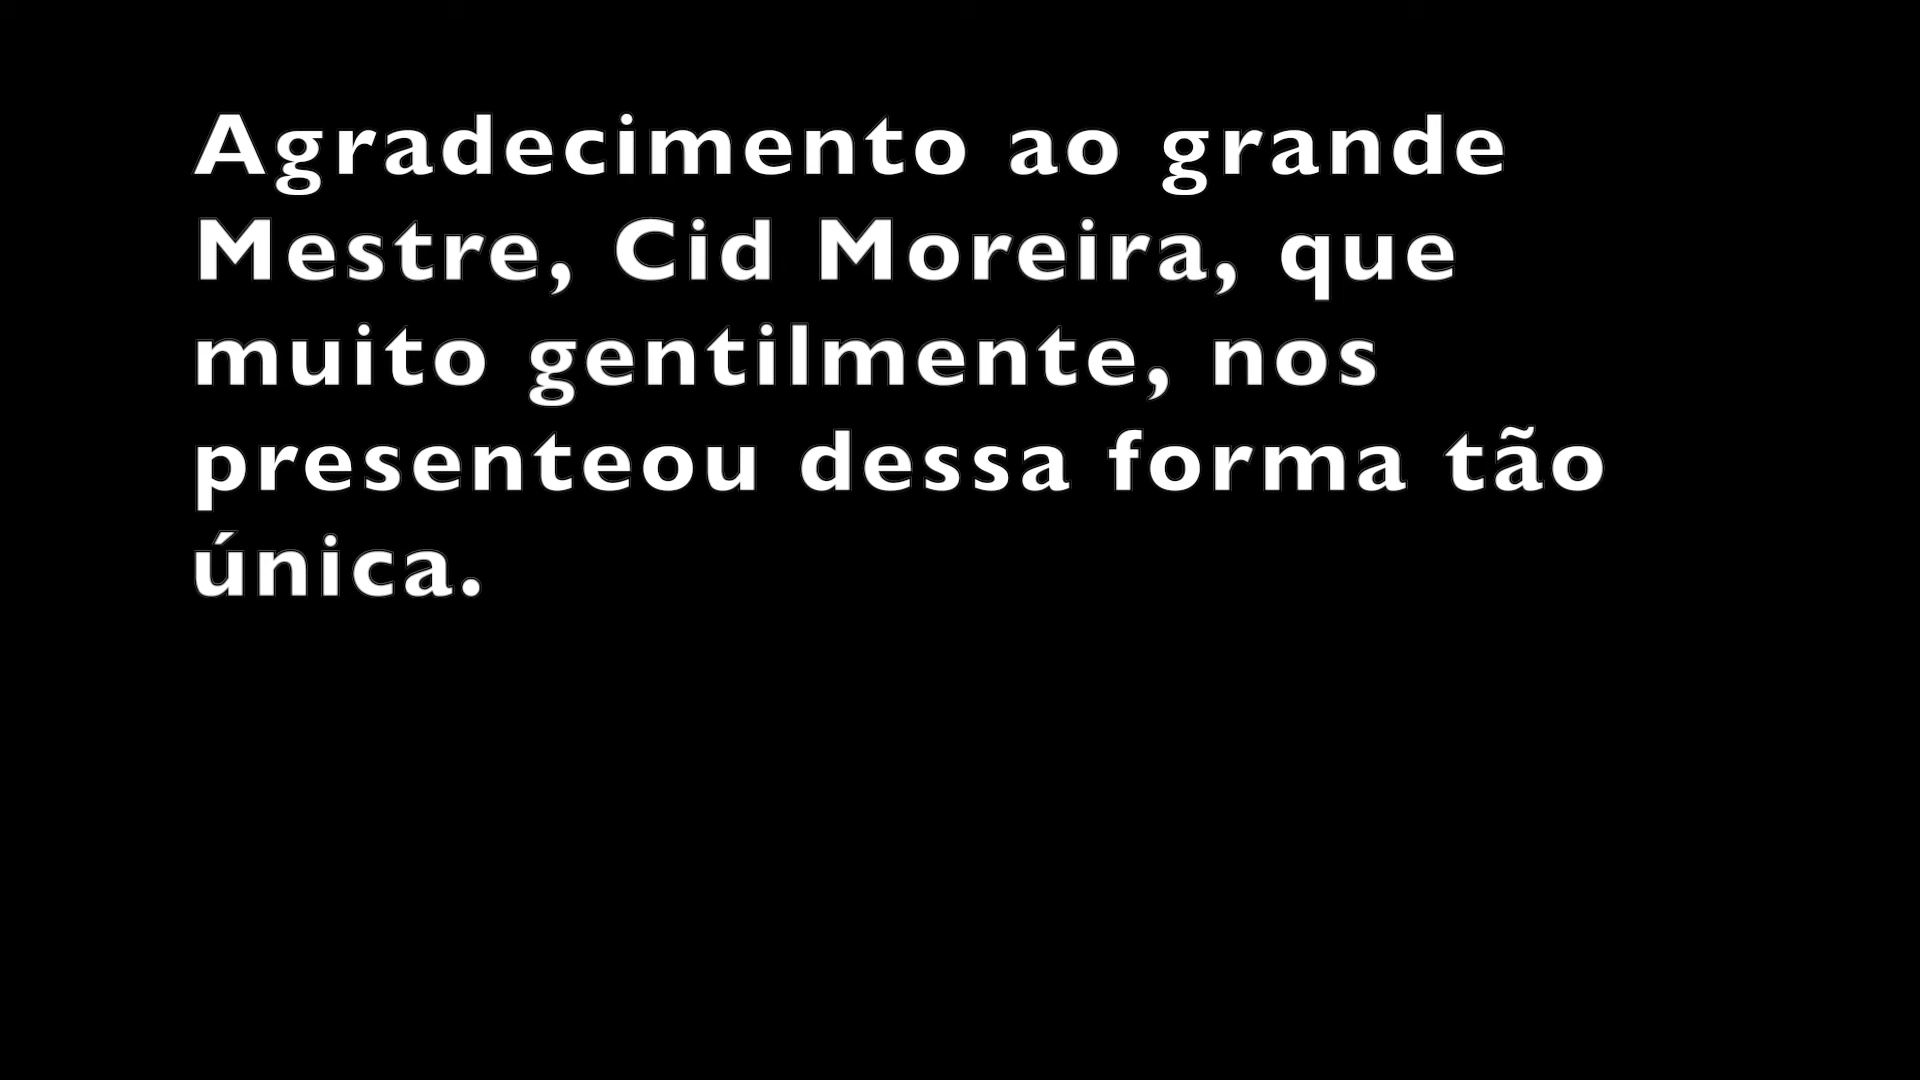 Agradecimento ao grande
Mestre, Cid Moreira, que
muito gentilmente, nos
presenteou dessa forma tão
única.